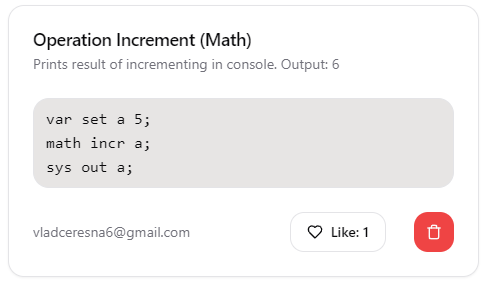 Operation Increment (Math)
Prints result of incrementing in console. Output: 6
var set a 5;
math incr a;
sys out a;
vladceresna6@gmail.com
Like: 1